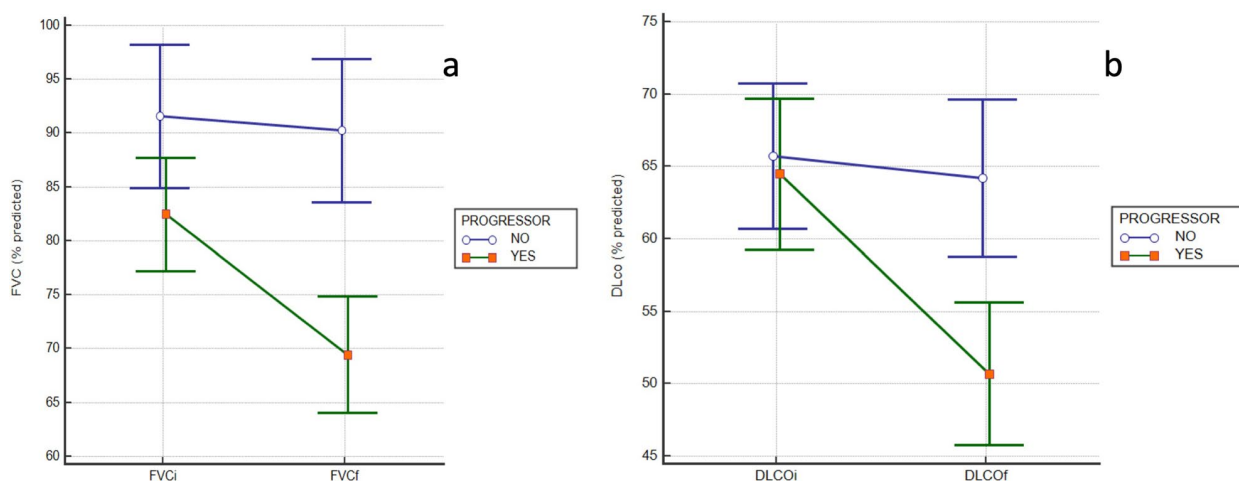 a
100
95
90
85
80
75
70
65
60
FVC (% predicted)
FVCi FVCf
PROGRESSOR
NO
YES
b
75
70
65
60
55
50
45
DLco (% predicted)
DLCOi DLCOf
PROGRESSOR
NO
YES